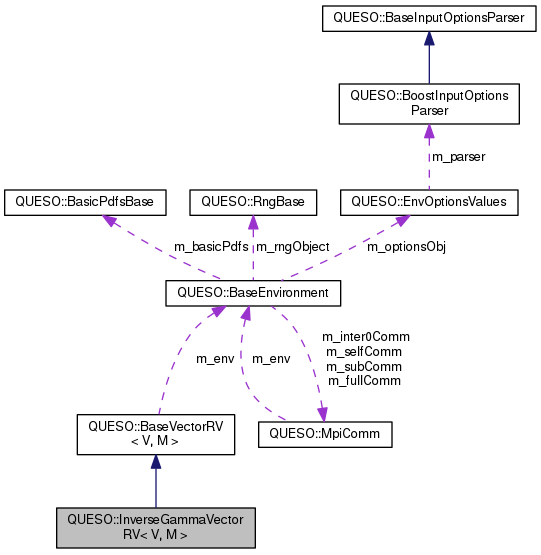 QUESO::BaseInputOptionsParser
QUESO::BoostInputOptions
Parser
m_parser
QUESO::BasicPdfsBase
QUESO::RngBase
QUESO::EnvOptionsValues
m_basicPdfs
m_rngObject
m_optionsObj
QUESO::BaseEnvironment
m_env
m_env
m_inter0Comm
m_selfComm
m_subComm
m_fullComm
QUESO::BaseVectorRV
< V, M >
QUESO::MpiComm
QUESO::InverseGammaVector
RV< V, M >